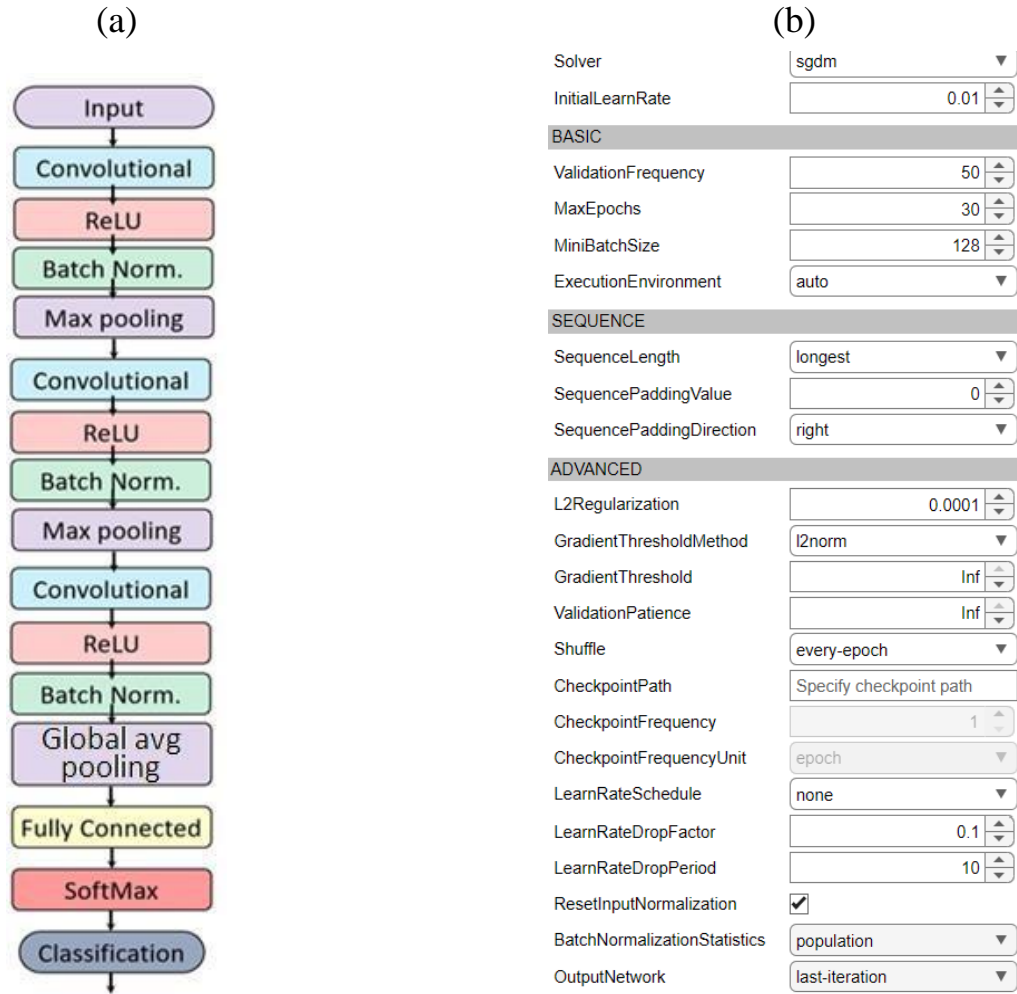 (a)
Input
Convolutional
ReLU
Batch Norm.
Max pooling
Convolutional
ReLU
Batch Norm.
Max pooling
Convolutional
ReLU
Batch Norm.
Global avg
pooling
Fully Connected
SoftMax
Classification
(b)
Solver sgdm
InitialLearnRate 0.01
BASIC
ValidationFrequency 50
MaxEpochs 30
MiniBatchSize 128
ExecutionEnvironment auto
SEQUENCE
SequenceLength longest
SequencePaddingValue 0
SequencePaddingDirection right
ADVANCED
L2Regularization 0.0001
GradientThresholdMethod l2norm
GradientThreshold Inf
ValidationPatience Inf
Shuffle every-epoch
CheckpointPath Specify checkpoint path
CheckpointFrequency 1
CheckpointFrequencyUnit epoch
LearnRateSchedule none
LearnRateDropFactor 0.1
LearnRateDropPeriod 10
ResetInputNormalization
BatchNormalizationStatistics population
OutputNetwork last-iteration